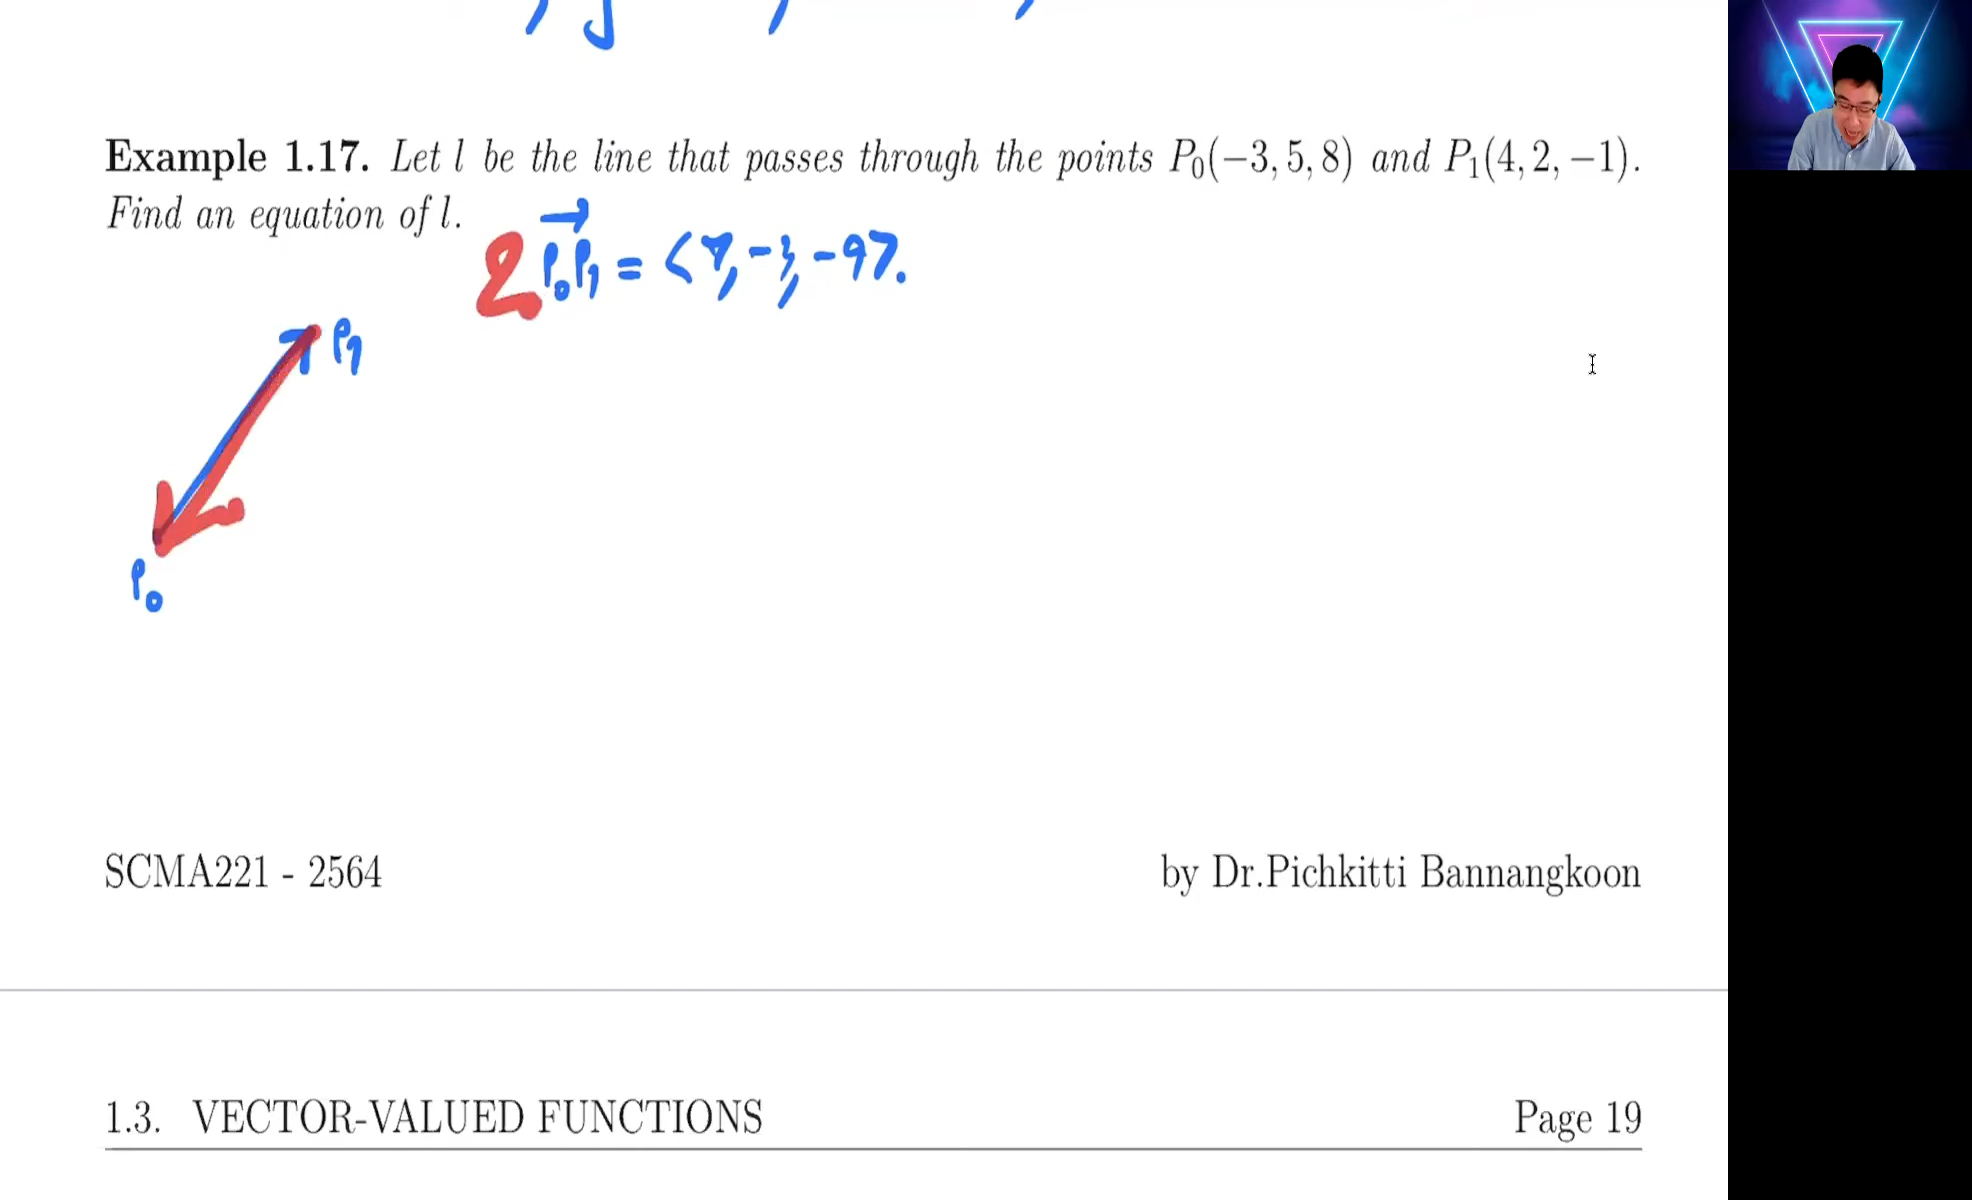 Example 1.17. Let l be the line that passes through the points P₀(−3, 5, 8) and P₁(4, 2, −1).
Find an equation of l.
2 P₀P₁ = <7, -3, -9>.
P₁
P₀
SCMA221 - 2564
by Dr.Pichkitti Bannangkoon
1.3. VECTOR-VALUED FUNCTIONS
Page 19